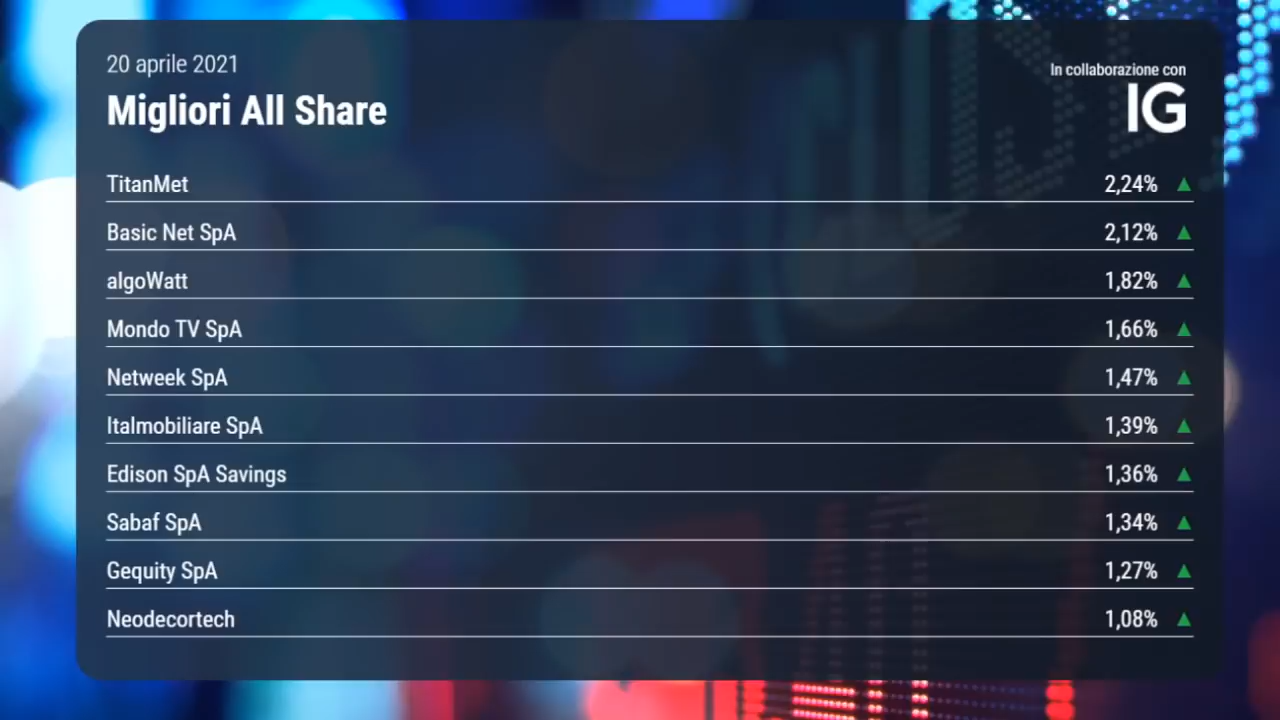 20 aprile 2021
In collaborazione con
Migliori All Share
IG
TitanMet 2,24% ▲
Basic Net SpA 2,12% ▲
algoWatt 1,82% ▲
Mondo TV SpA 1,66% ▲
Netweek SpA 1,47% ▲
Italmobiliare SpA 1,39% ▲
Edison SpA Savings 1,36% ▲
Sabaf SpA 1,34% ▲
Gequity SpA 1,27% ▲
Neodecortech 1,08% ▲